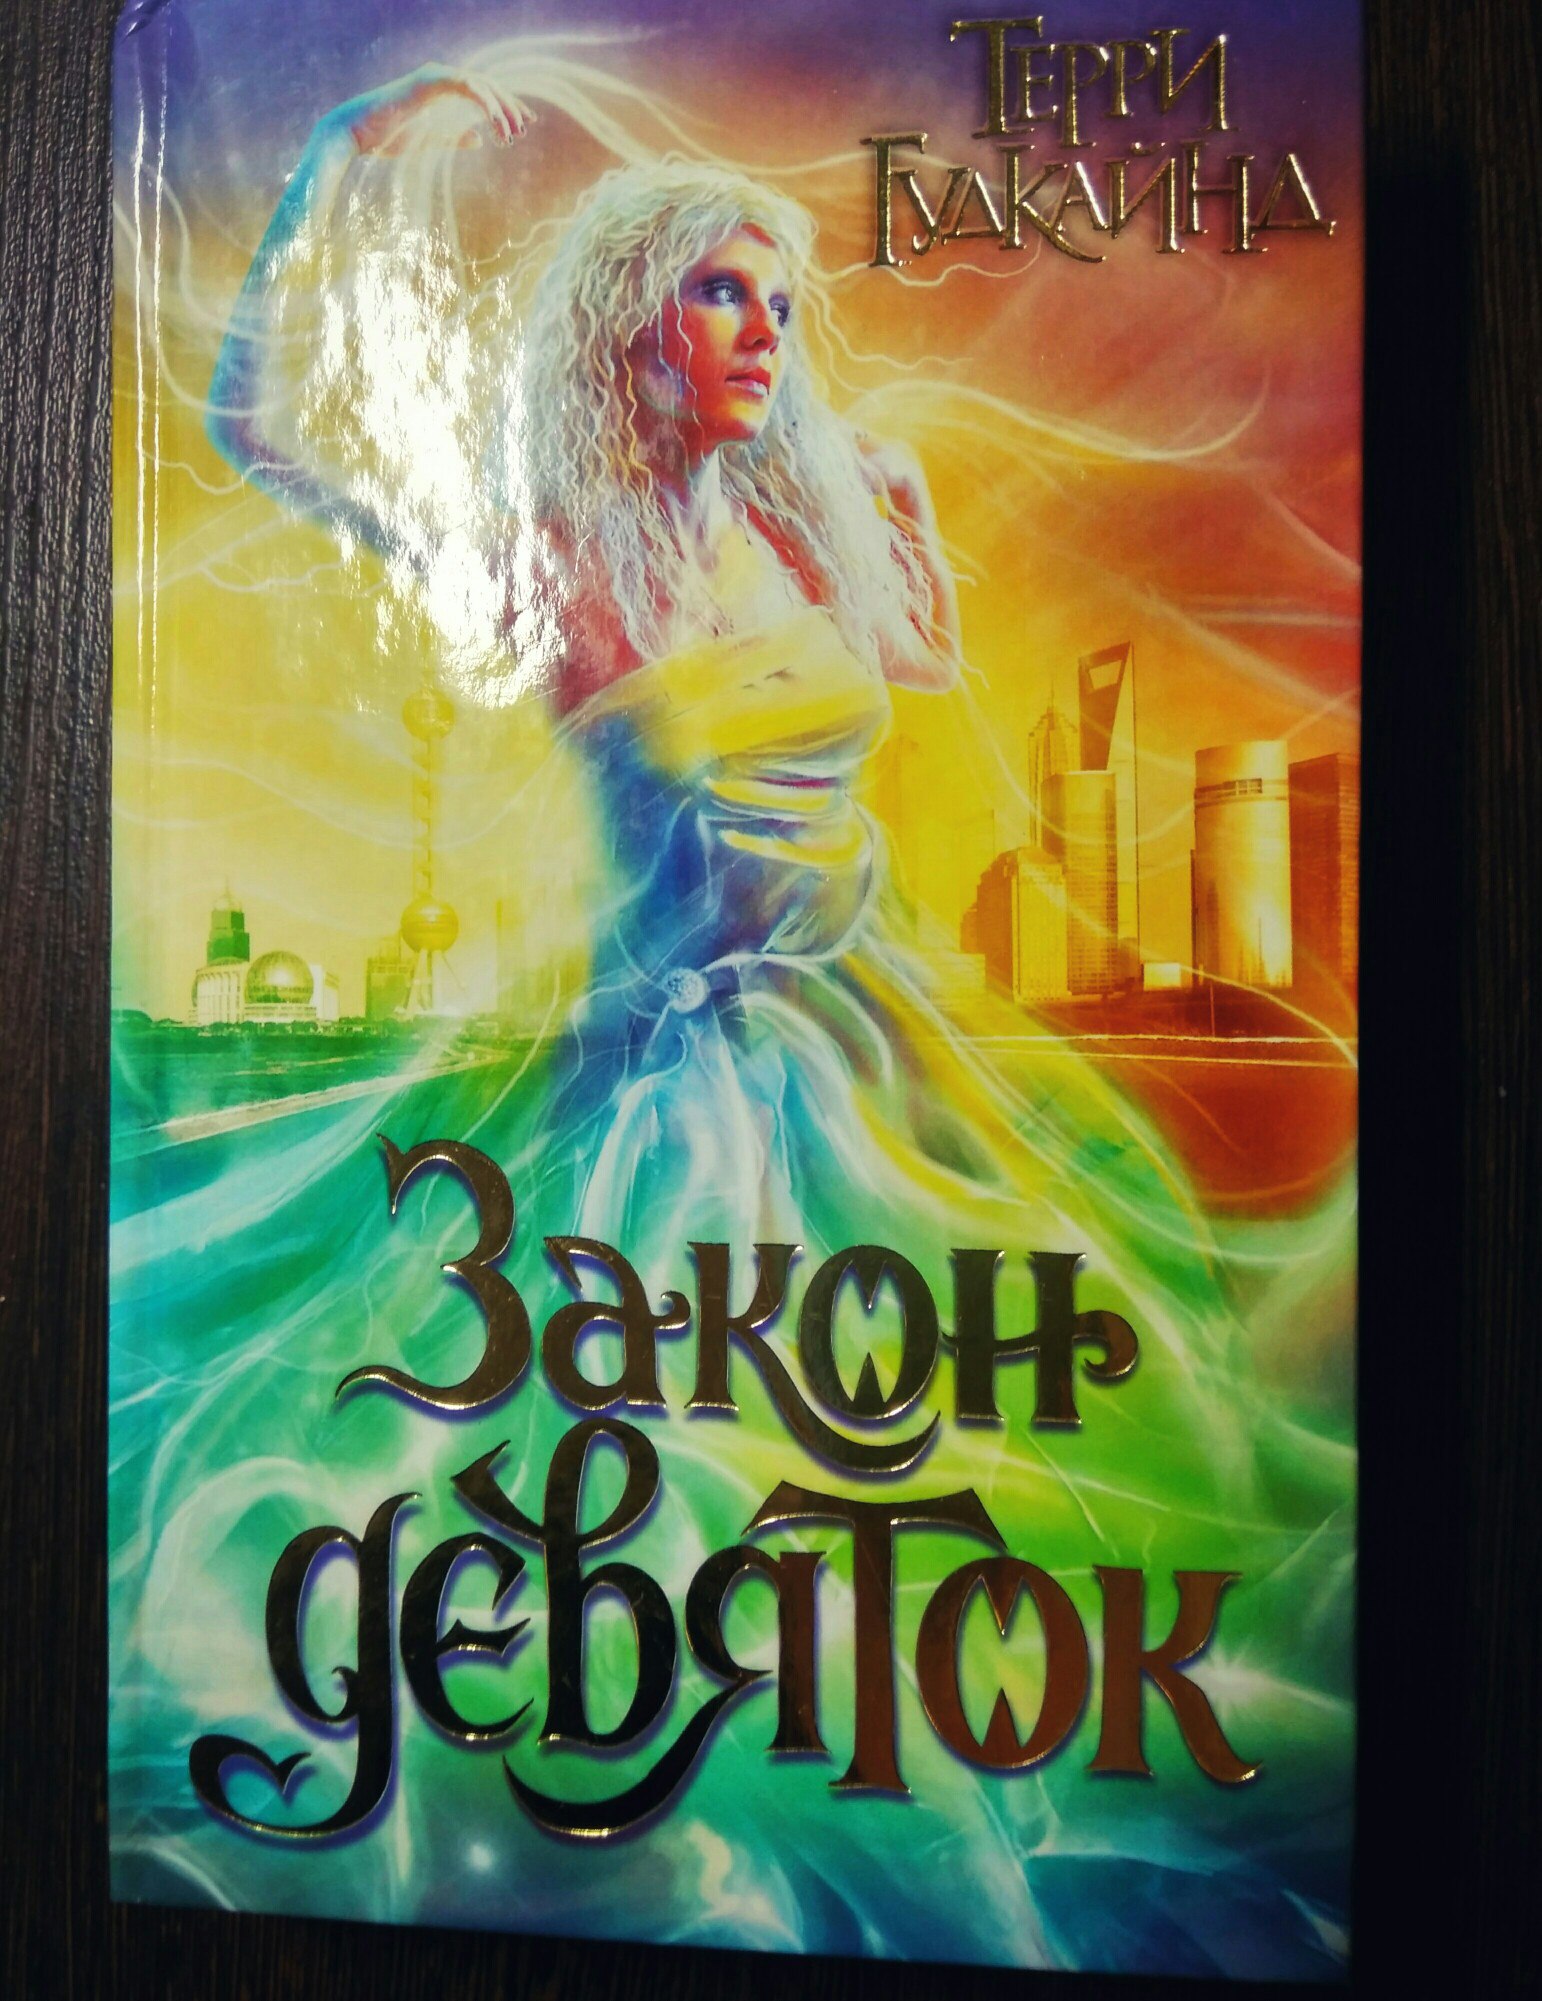 Терри
Гудкайнд
Закон
девяток